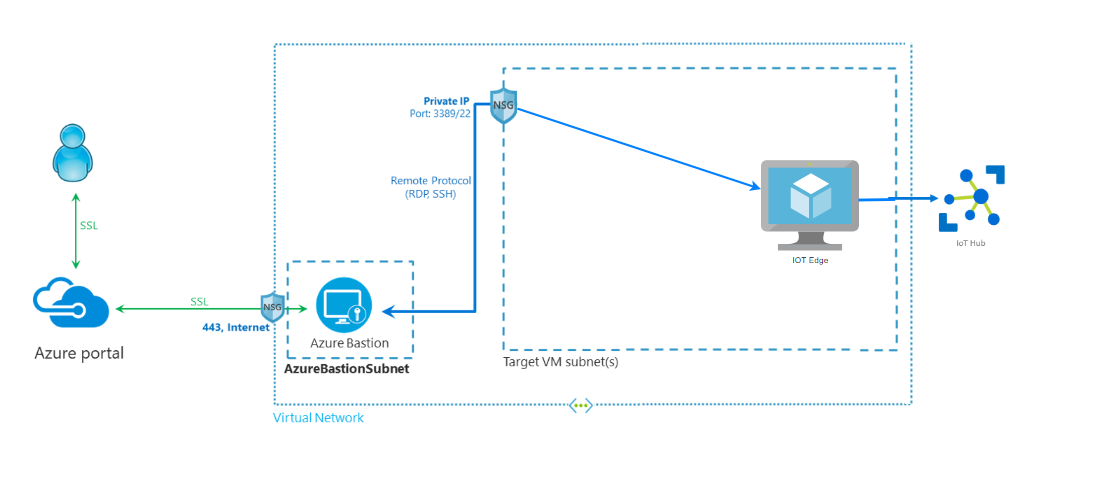 Private IP
Port: 3389/22
NSG
Remote Protocol
(RDP, SSH)
SSL
IoT Hub
IOT Edge
SSL
NSG
443, Internet
Azure portal
Azure Bastion
AzureBastionSubnet
Target VM subnet(s)
Virtual Network